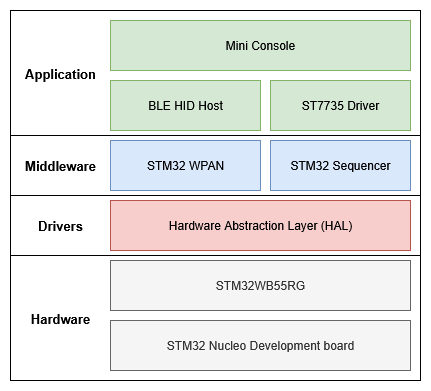 Application
Mini Console
BLE HID Host
ST7735 Driver
Middleware
STM32 WPAN
STM32 Sequencer
Drivers
Hardware Abstraction Layer (HAL)
Hardware
STM32WB55RG
STM32 Nucleo Development board